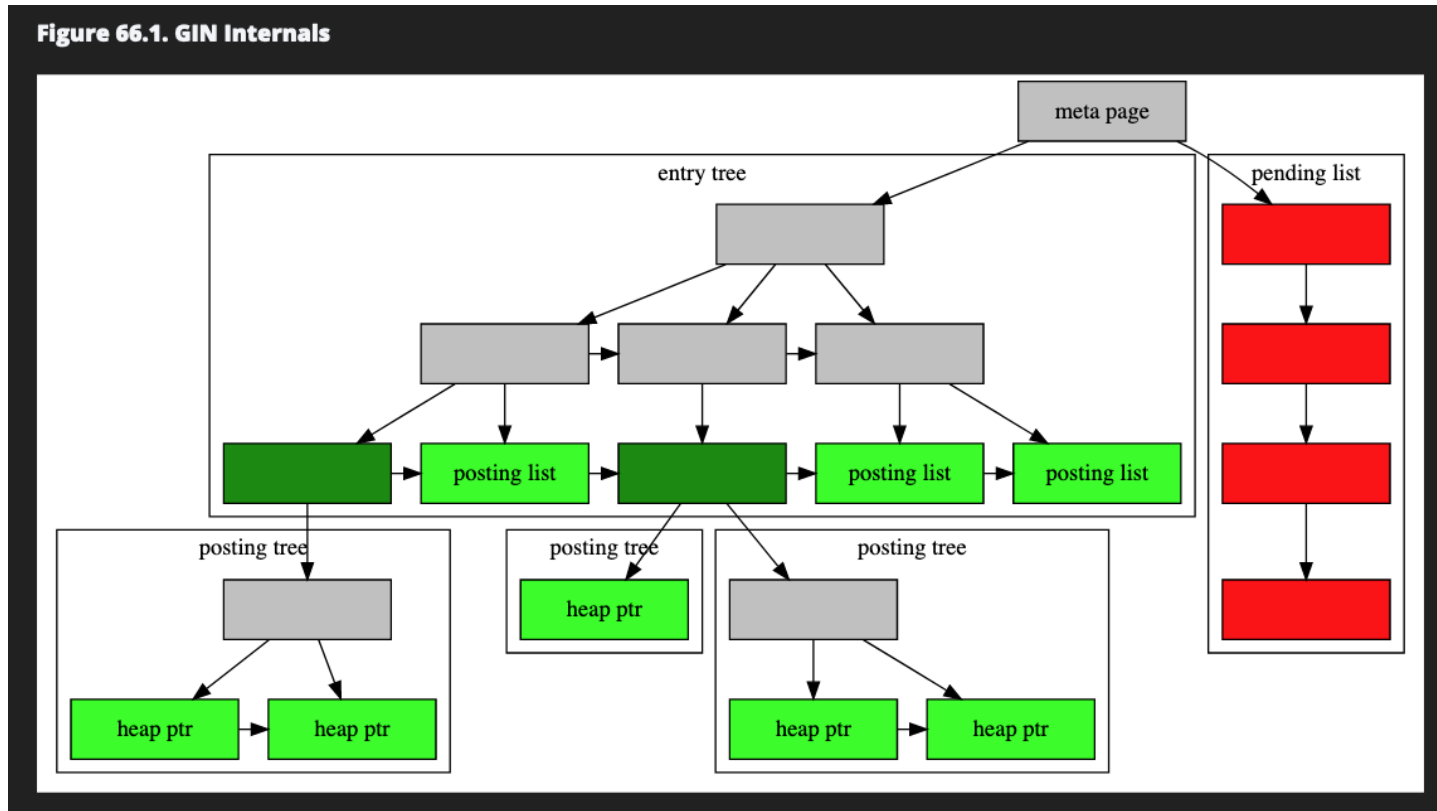 Figure 66.1. GIN Internals
meta page
entry tree
pending list
posting list
posting list
posting list
posting tree
posting tree
posting tree
heap ptr
heap ptr
heap ptr
heap ptr
heap ptr